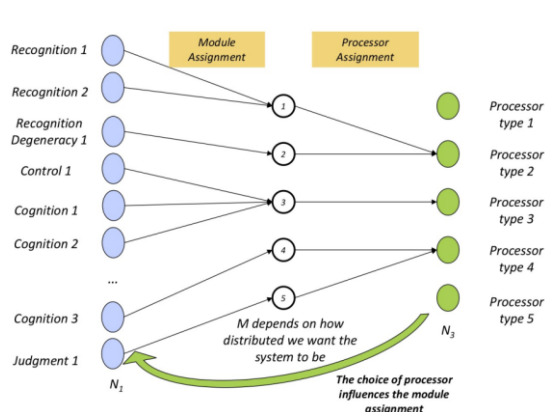 Module
Assignment
Processor
Assignment
Recognition 1
Recognition 2
Recognition
Degeneracy 1
Control 1
Cognition 1
Cognition 2
...
Cognition 3
Judgment 1
N1
1
2
3
4
5
Processor
type 1
Processor
type 2
Processor
type 3
Processor
type 4
Processor
type 5
N3
M depends on how
distributed we want the
system to be
The choice of processor
influences the module
assignment